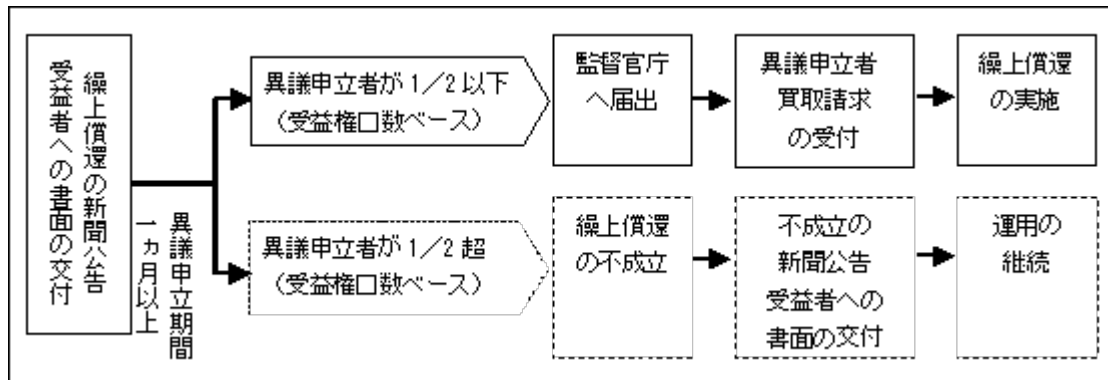 繰上償還の新聞公告
受益者への書面の交付
異議申立期間
一ヵ月以上
異議申立者が1/2以下
（受益権口数ベース）
監督官庁
へ届出
異議申立者
買取請求
の受付
繰上償還
の実施
異議申立者が1/2超
（受益権口数ベース）
繰上償還
の不成立
不成立の
新聞公告
受益者への
書面の交付
運用の
継続